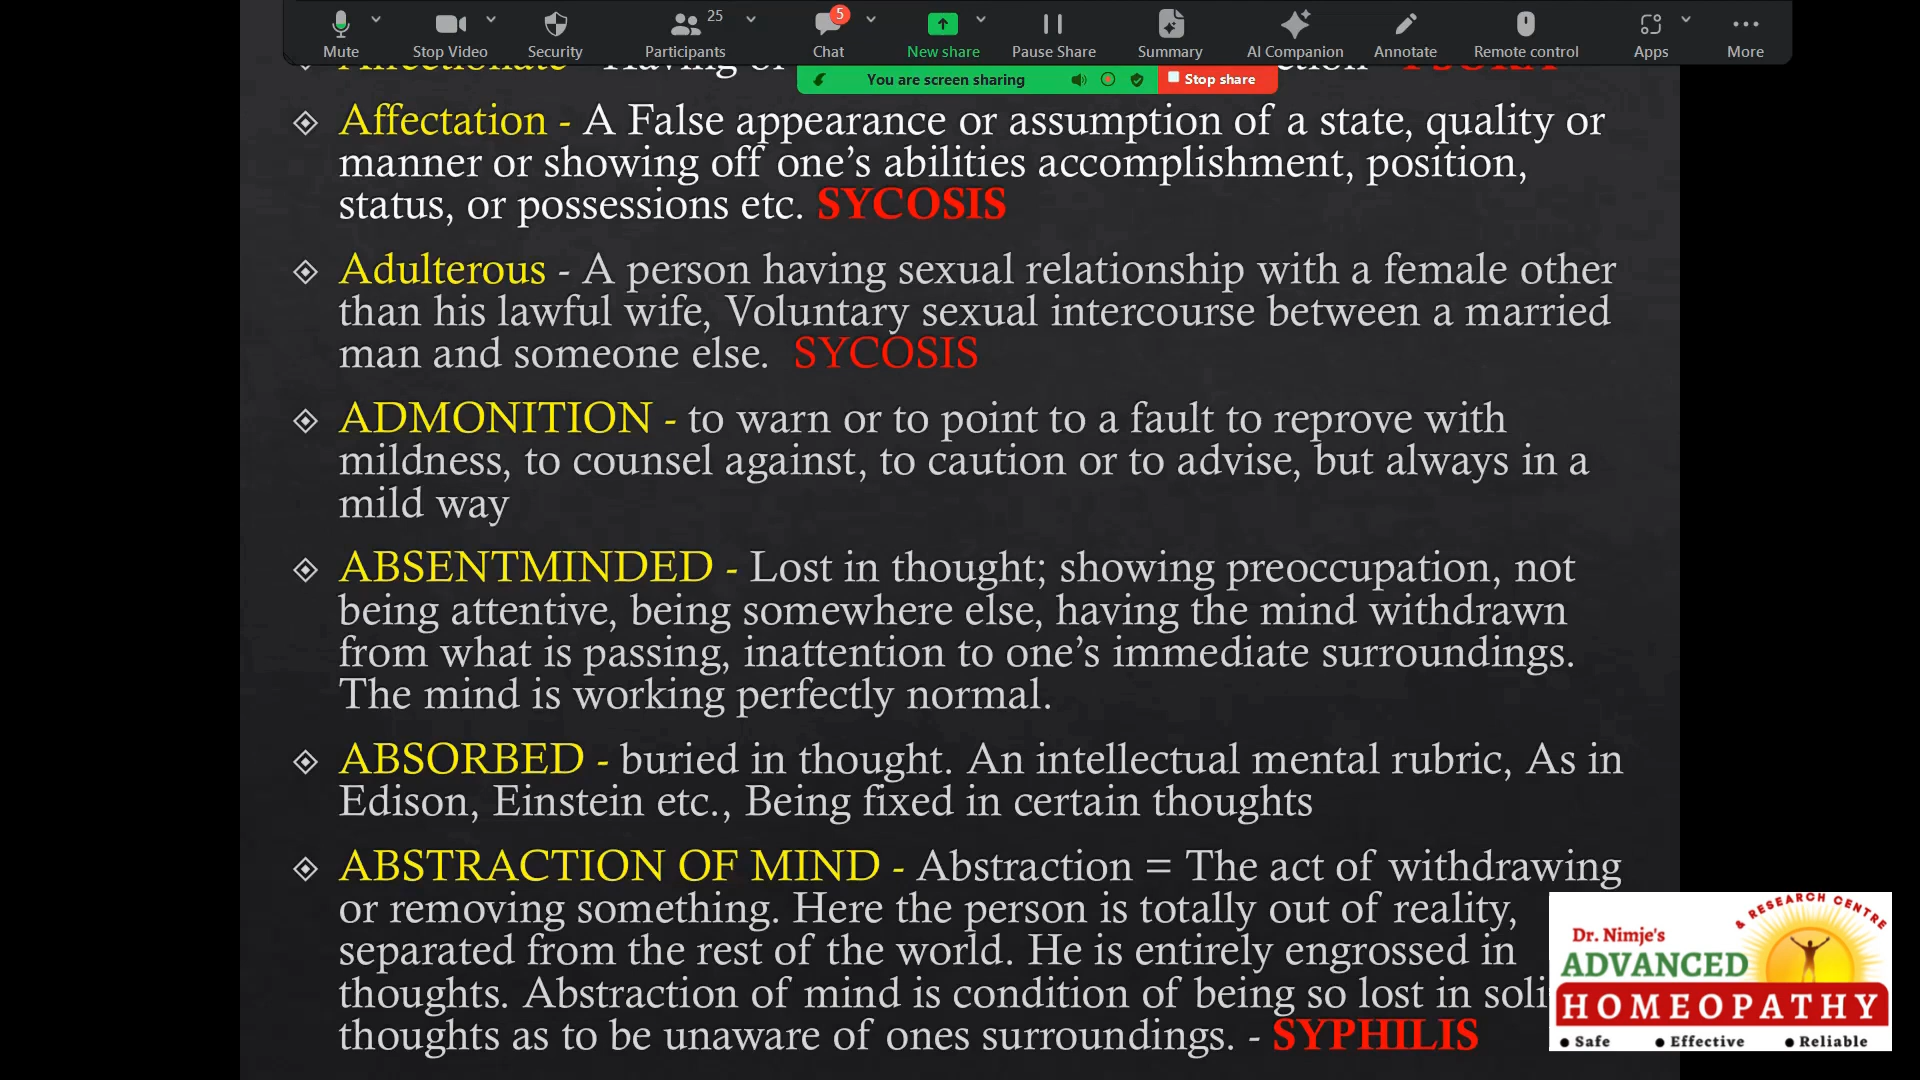 Mute
Stop Video
Security
Participants
25
Chat
5
New share
Pause Share
Summary
AI Companion
Annotate
Remote control
Apps
More
You are screen sharing
Stop share
Affectation - A False appearance or assumption of a state, quality or
manner or showing off one’s abilities accomplishment, position,
status, or possessions etc. SYCOSIS
Adulterous - A person having sexual relationship with a female other
than his lawful wife, Voluntary sexual intercourse between a married
man and someone else. SYCOSIS
ADMONITION - to warn or to point to a fault to reprove with
mildness, to counsel against, to caution or to advise, but always in a
mild way
ABSENTMINDED - Lost in thought; showing preoccupation, not
being attentive, being somewhere else, having the mind withdrawn
from what is passing, inattention to one’s immediate surroundings.
The mind is working perfectly normal.
ABSORBED - buried in thought. An intellectual mental rubric, As in
Edison, Einstein etc., Being fixed in certain thoughts
ABSTRACTION OF MIND - Abstraction = The act of withdrawing
or removing something. Here the person is totally out of reality,
separated from the rest of the world. He is entirely engrossed in
thoughts. Abstraction of mind is condition of being so lost in soli
thoughts as to be unaware of ones surroundings. - SYPHILIS
& RESEARCH CENTRE
Dr. Nimje's
ADVANCED
HOMEOPATHY
• Safe • Effective • Reliable